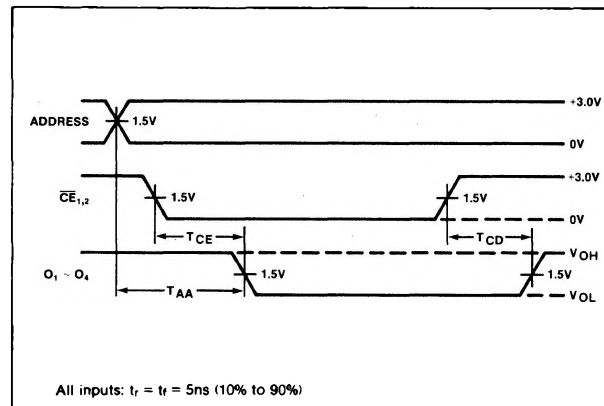 +3.0V
ADDRESS
1.5V
0V
+3.0V
CE1,2
1.5V
1.5V
0V
TCE
TCD
VOH
O1 ~ O4
1.5V
1.5V
TAA
VOL
All inputs: tr = tf = 5ns (10% to 90%)